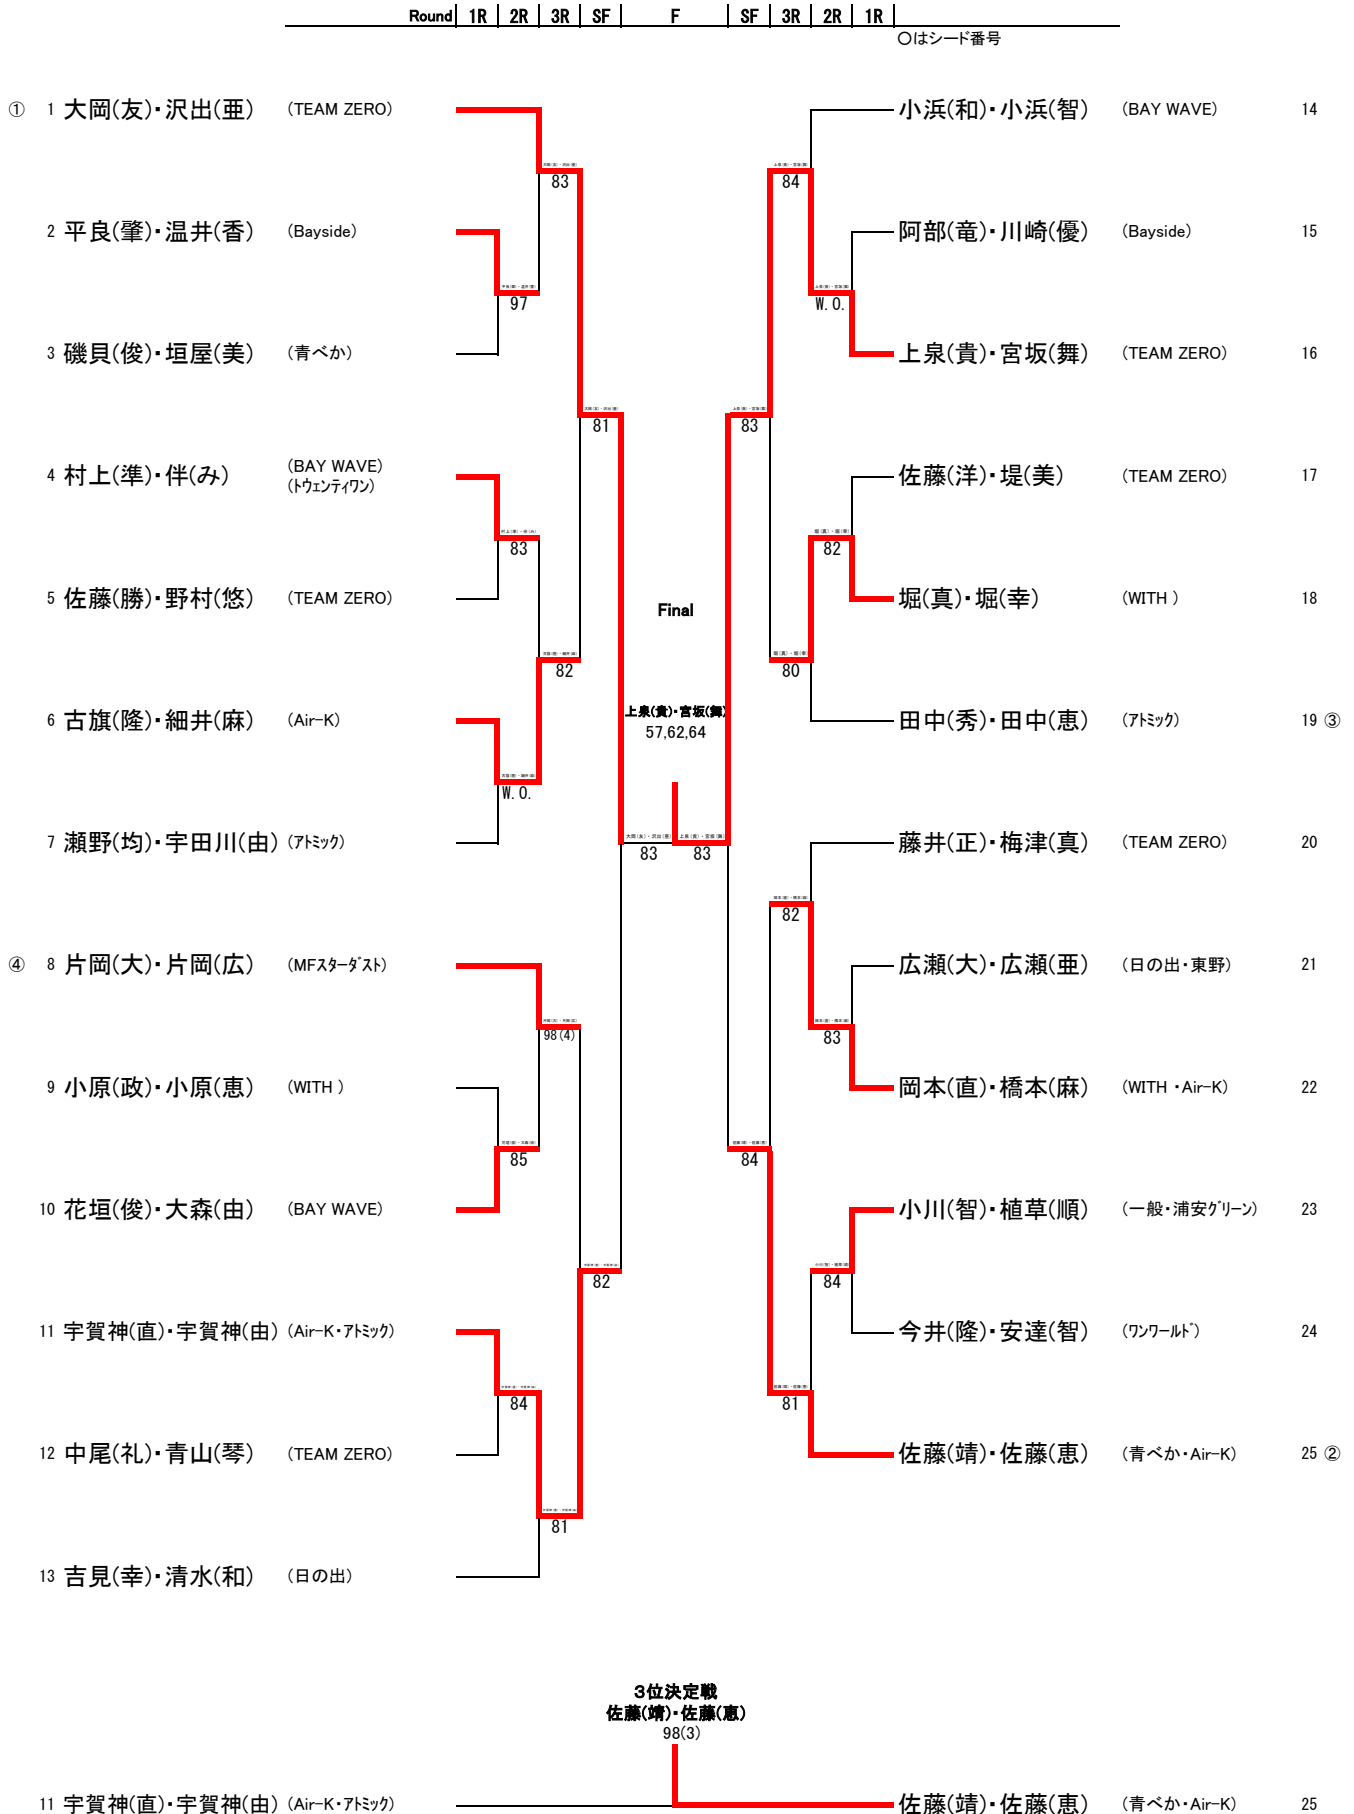 Round 1R 2R 3R SF F SF 3R 2R 1R
〇はシード番号
① 1 大岡(友)・沢出(亜) (TEAM ZERO)
小浜(和)・小浜(智) (BAY WAVE) 14
83
84
2 平良(肇)・温井(香) (Bayside)
阿部(竜)・川崎(優) (Bayside) 15
97
W.O.
3 磯貝(俊)・垣屋(美) (青べか)
上泉(貴)・宮坂(舞) (TEAM ZERO) 16
81
83
4 村上(準)・伴(み) (BAY WAVE)
(トウェンティワン)
佐藤(洋)・堤(美) (TEAM ZERO) 17
83
82
5 佐藤(勝)・野村(悠) (TEAM ZERO)
Final
堀(真)・堀(幸) (WITH ) 18
82
80
6 古旗(隆)・細井(麻) (Air-K)
上泉(貴)・宮坂(舞)
57,62,64
田中(秀)・田中(恵) (アトミック) 19 ③
W.O.
7 瀬野(均)・宇田川(由) (アトミック)
大岡(友)・沢出(亜) 上泉(貴)・宮坂(舞)
83 83
藤井(正)・梅津(真) (TEAM ZERO) 20
82
④ 8 片岡(大)・片岡(広) (MFスターダスト)
広瀬(大)・広瀬(亜) (日の出・東野) 21
98(4)
83
9 小原(政)・小原(恵) (WITH )
岡本(直)・橋本(麻) (WITH ・Air-K) 22
85
84
10 花垣(俊)・大森(由) (BAY WAVE)
小川(智)・植草(順) (一般・浦安グリーン) 23
82
84
11 宇賀神(直)・宇賀神(由) (Air-K・アトミック)
今井(隆)・安達(智) (ワンワールド) 24
84
81
12 中尾(礼)・青山(琴) (TEAM ZERO)
佐藤(靖)・佐藤(恵) (青べか・Air-K) 25 ②
81
13 吉見(幸)・清水(和) (日の出)
3位決定戦
佐藤(靖)・佐藤(恵)
98(3)
11 宇賀神(直)・宇賀神(由) (Air-K・アトミック)
佐藤(靖)・佐藤(恵) (青べか・Air-K) 25